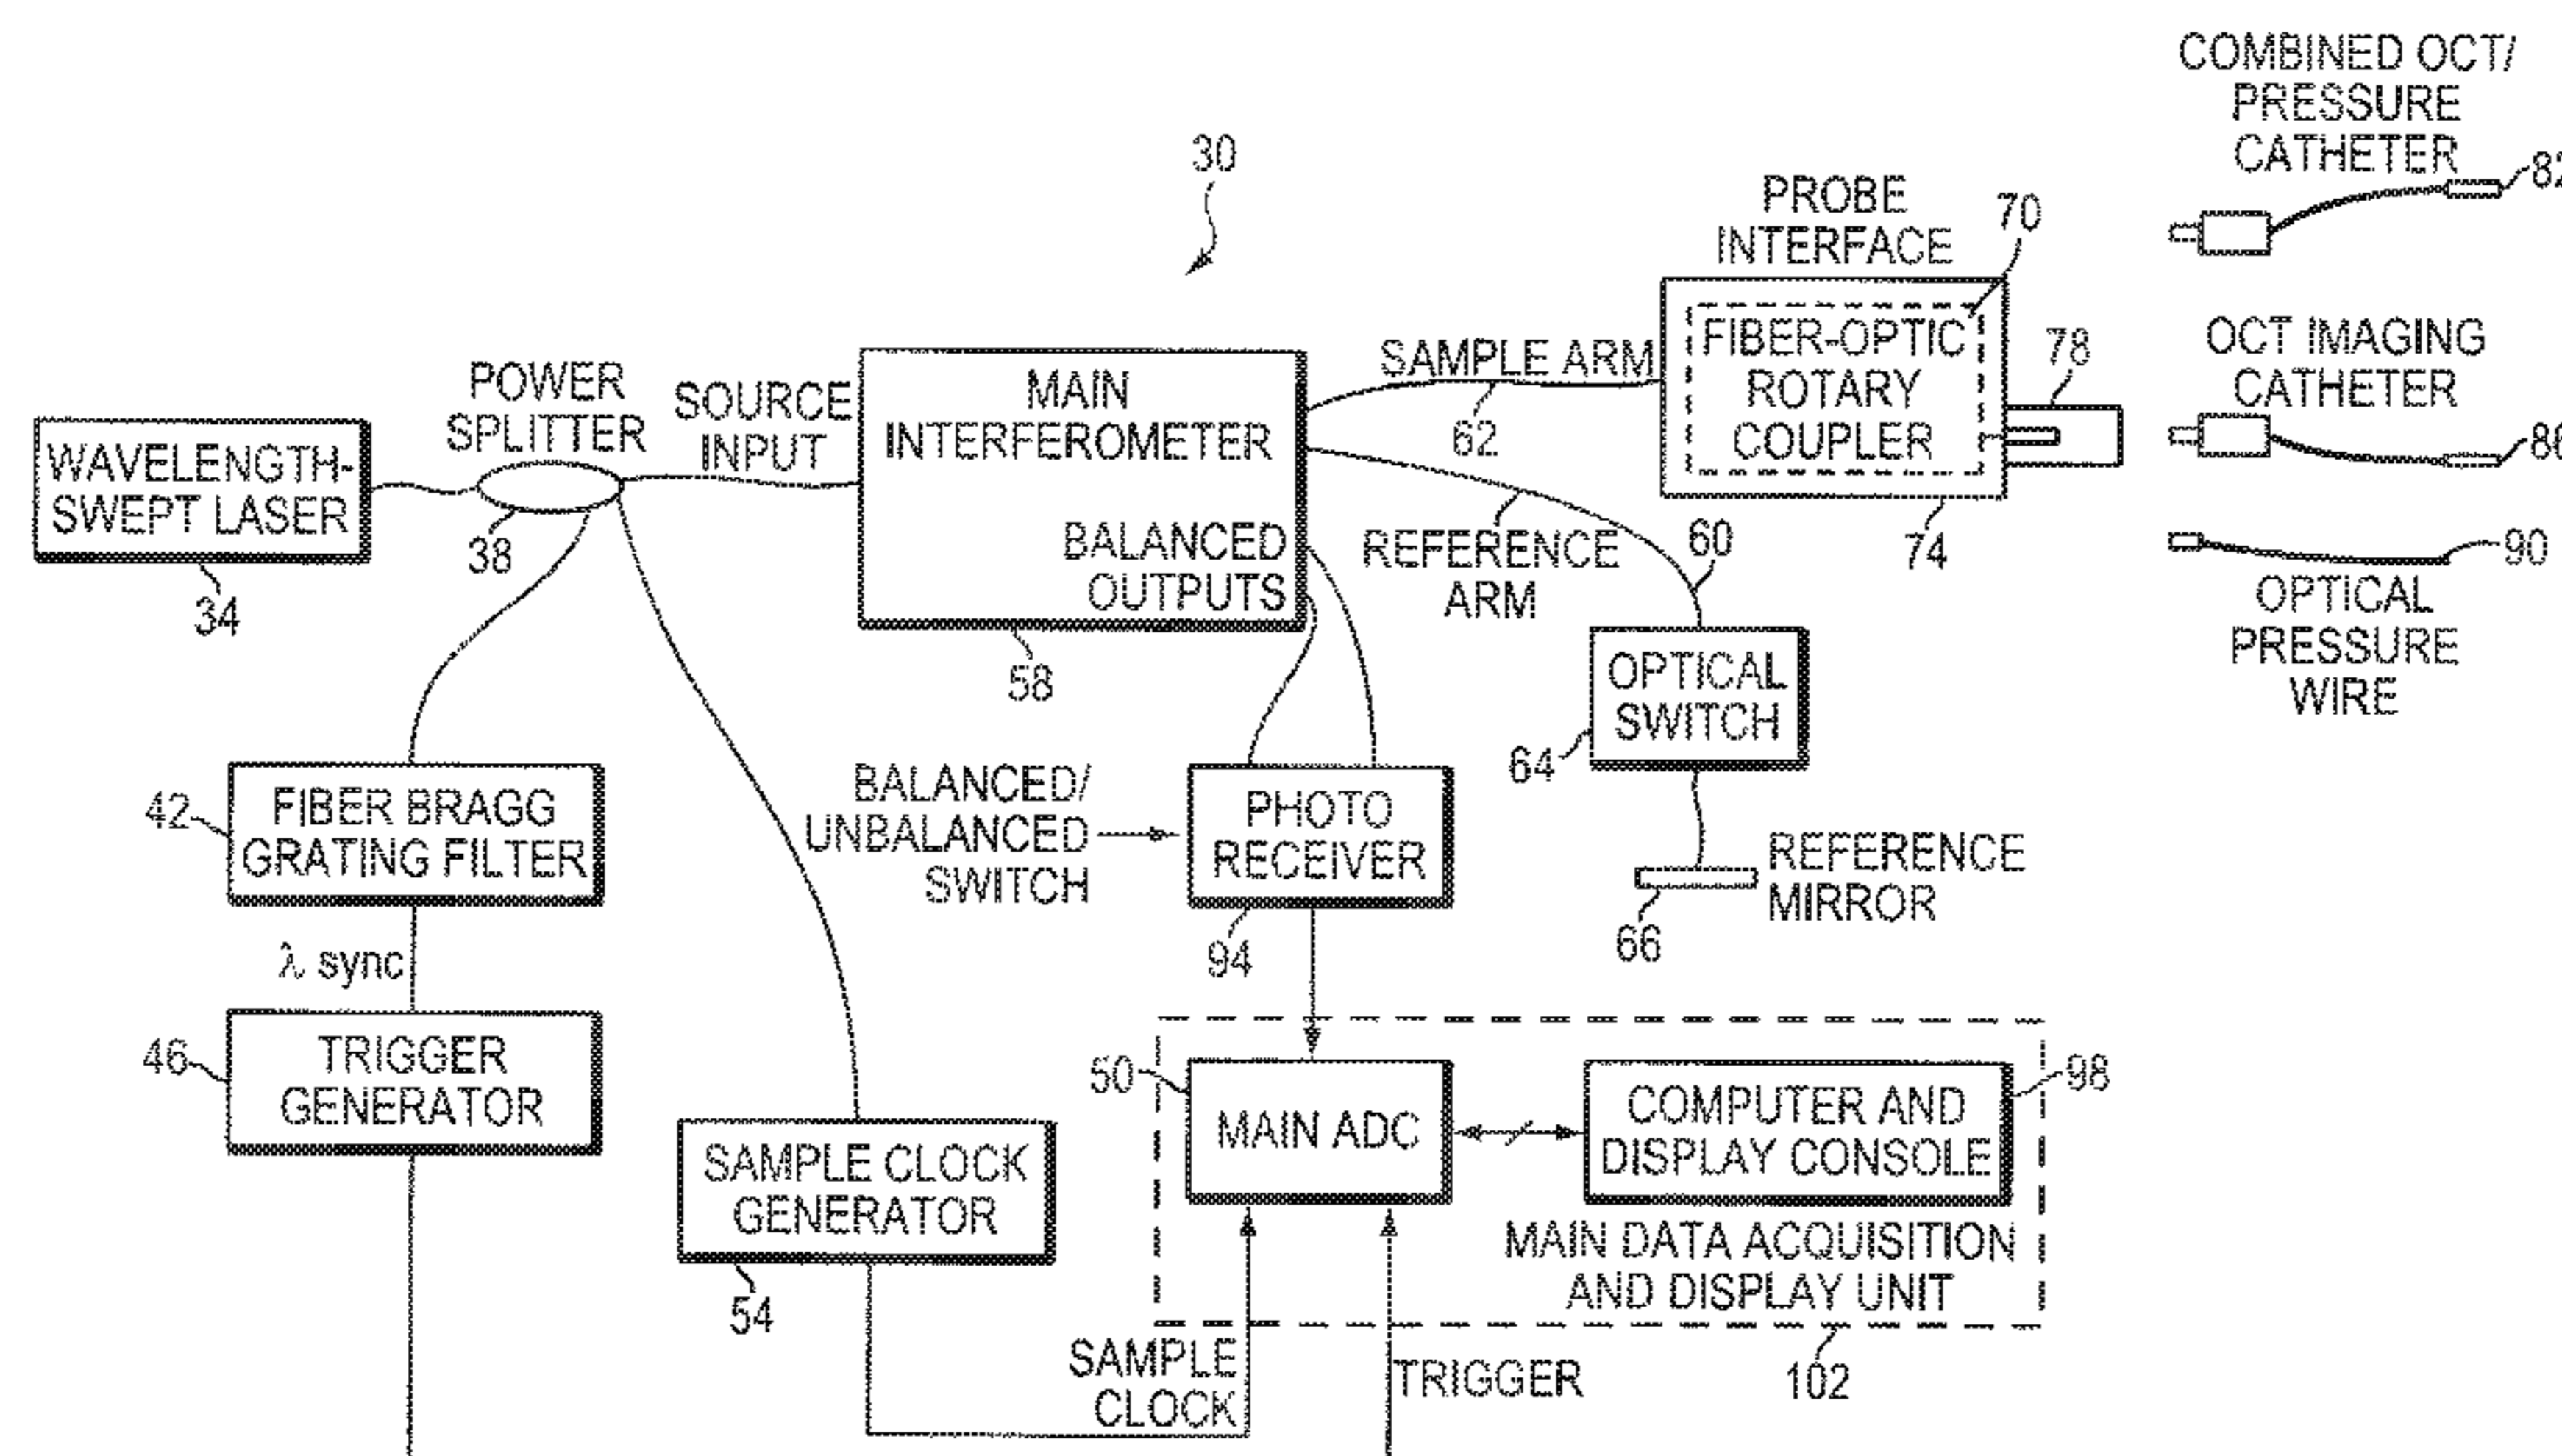 COMBINED OCT/
PRESSURE
CATHETER
82
30
PROBE
INTERFACE
70
FIBER-OPTIC
ROTARY
COUPLER
78
74
OCT IMAGING
CATHETER
90
OPTICAL
PRESSURE
WIRE
SAMPLE ARM
62
REFERENCE
ARM
60
POWER
SPLITTER
38
SOURCE
INPUT
MAIN
INTERFEROMETER
BALANCED
OUTPUTS
58
WAVELENGTH-
SWEPT LASER
34
OPTICAL
SWITCH
64
REFERENCE
MIRROR
66
42
FIBER BRAGG
GRATING FILTER
BALANCED/
UNBALANCED
SWITCH
PHOTO
RECEIVER
94
λ sync
46
TRIGGER
GENERATOR
SAMPLE CLOCK
GENERATOR
54
50
MAIN ADC
COMPUTER AND
DISPLAY CONSOLE
98
MAIN DATA ACQUISITION
AND DISPLAY UNIT
102
SAMPLE
CLOCK
TRIGGER